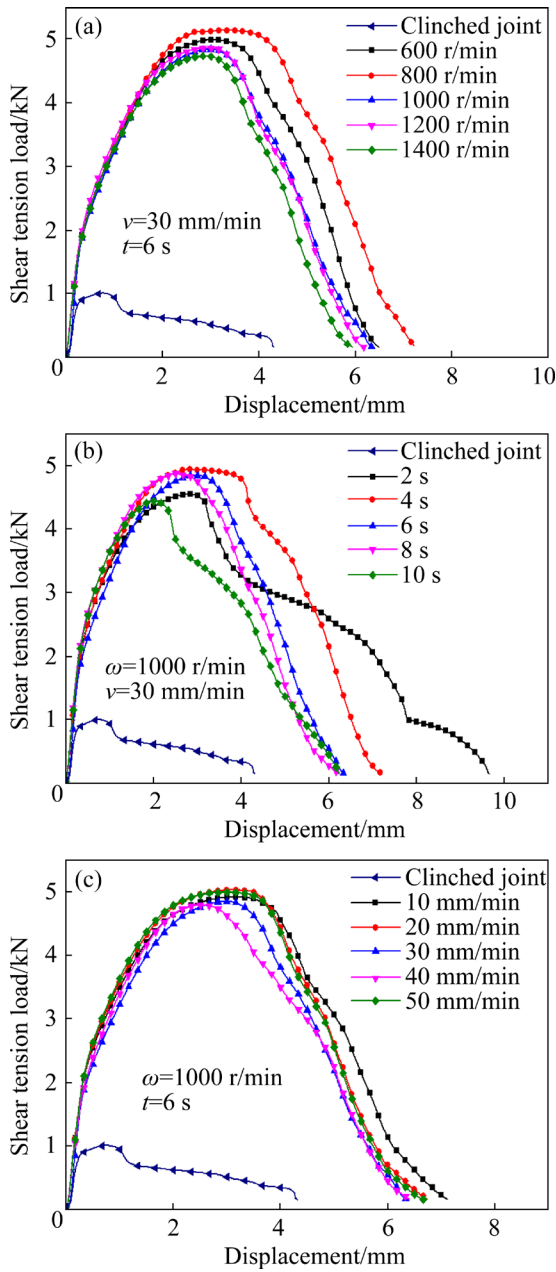 (a)
Clinched joint
600 r/min
800 r/min
1000 r/min
1200 r/min
1400 r/min
v=30 mm/min
t=6 s
Shear tension load/kN
5
4
3
2
1
0
2
4
6
8
10
Displacement/mm
(b)
Clinched joint
2 s
4 s
6 s
8 s
10 s
ω=1000 r/min
v=30 mm/min
Shear tension load/kN
5
4
3
2
1
0
2
4
6
8
10
Displacement/mm
(c)
Clinched joint
10 mm/min
20 mm/min
30 mm/min
40 mm/min
50 mm/min
ω=1000 r/min
t=6 s
Shear tension load/kN
5
4
3
2
1
0
2
4
6
8
Displacement/mm